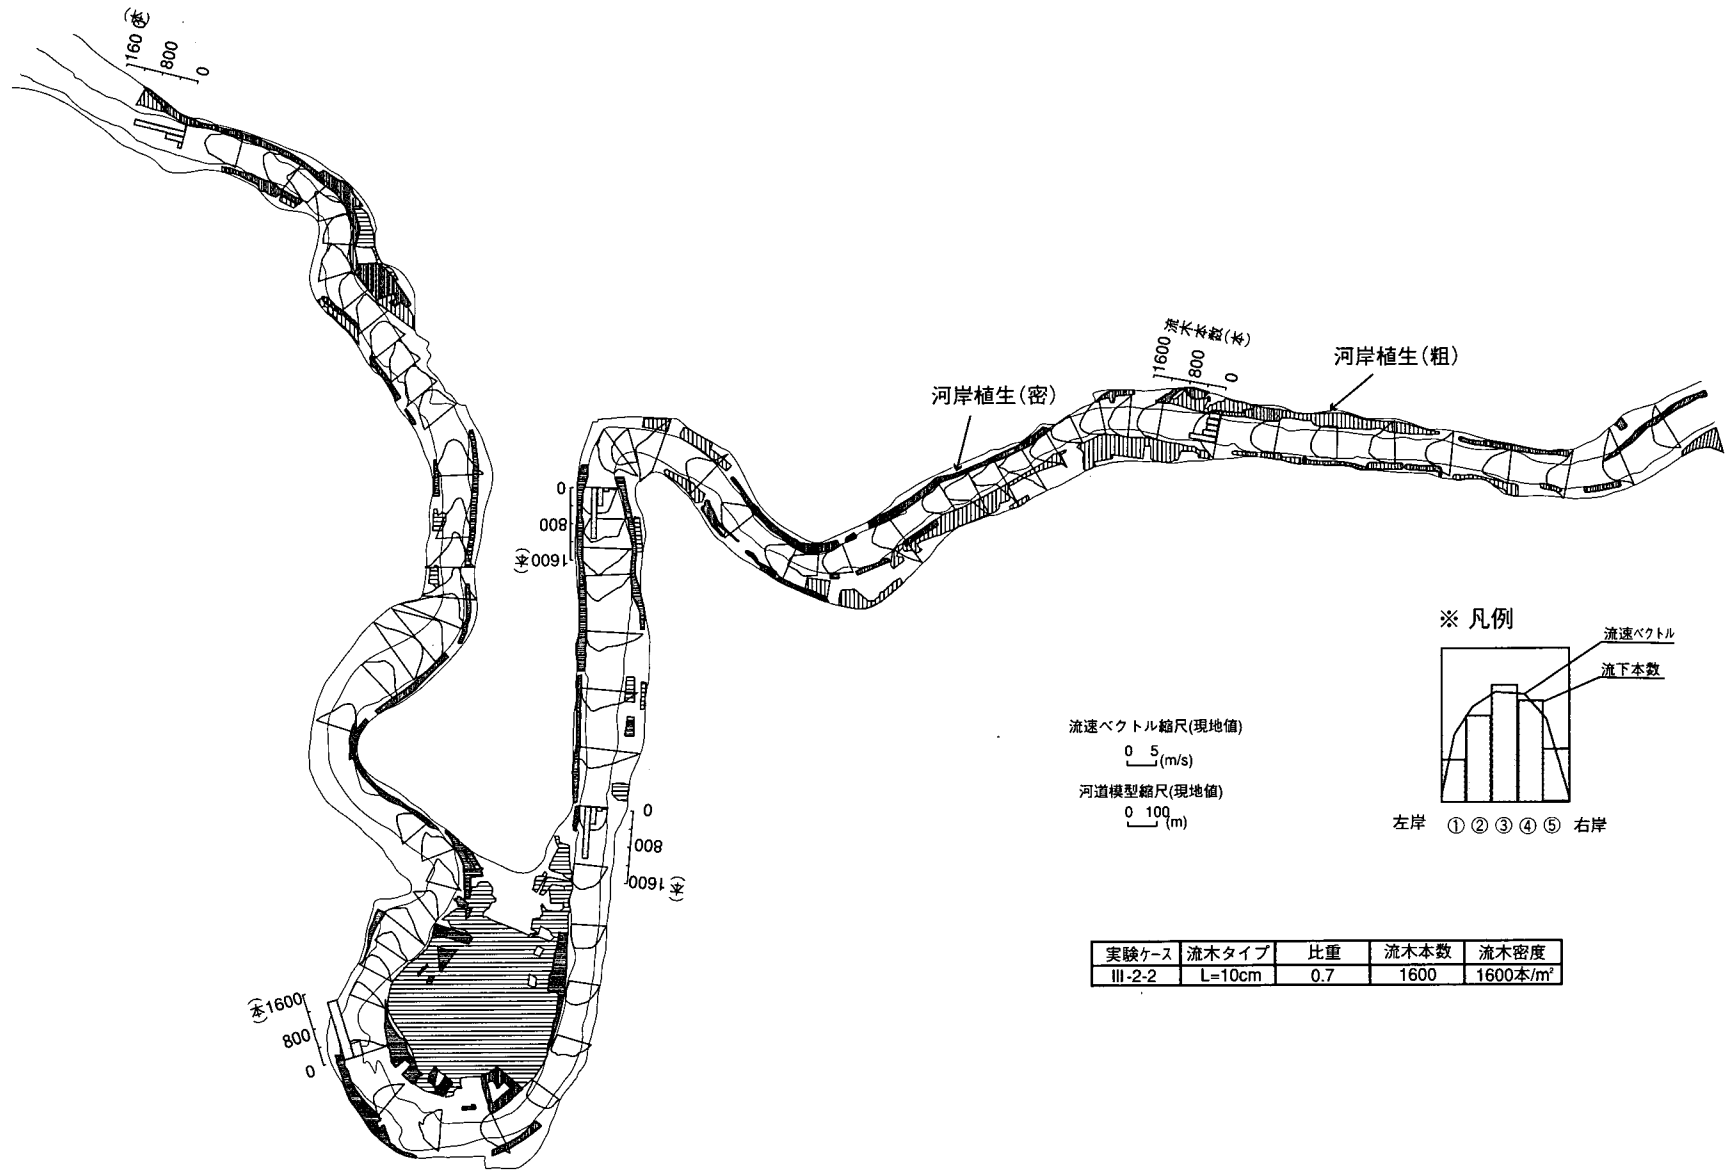 160 (本)
800
0
流木本数(本)
1600
800
0
河岸植生(粗)
河岸植生(密)
0
800
1600
(本)
※ 凡例
流速ベクトル
流下本数
左岸 ① ② ③ ④ ⑤ 右岸
流速ベクトル縮尺(現地値)
0 5 (m/s)
河道模型縮尺(現地値)
0 100 (m)
0
800
1600
(本)
(本)
1600
800
0
実験ケース 流木タイプ 比重 流木本数 流木密度
III-2-2 L=10cm 0.7 1600 1600本/m²